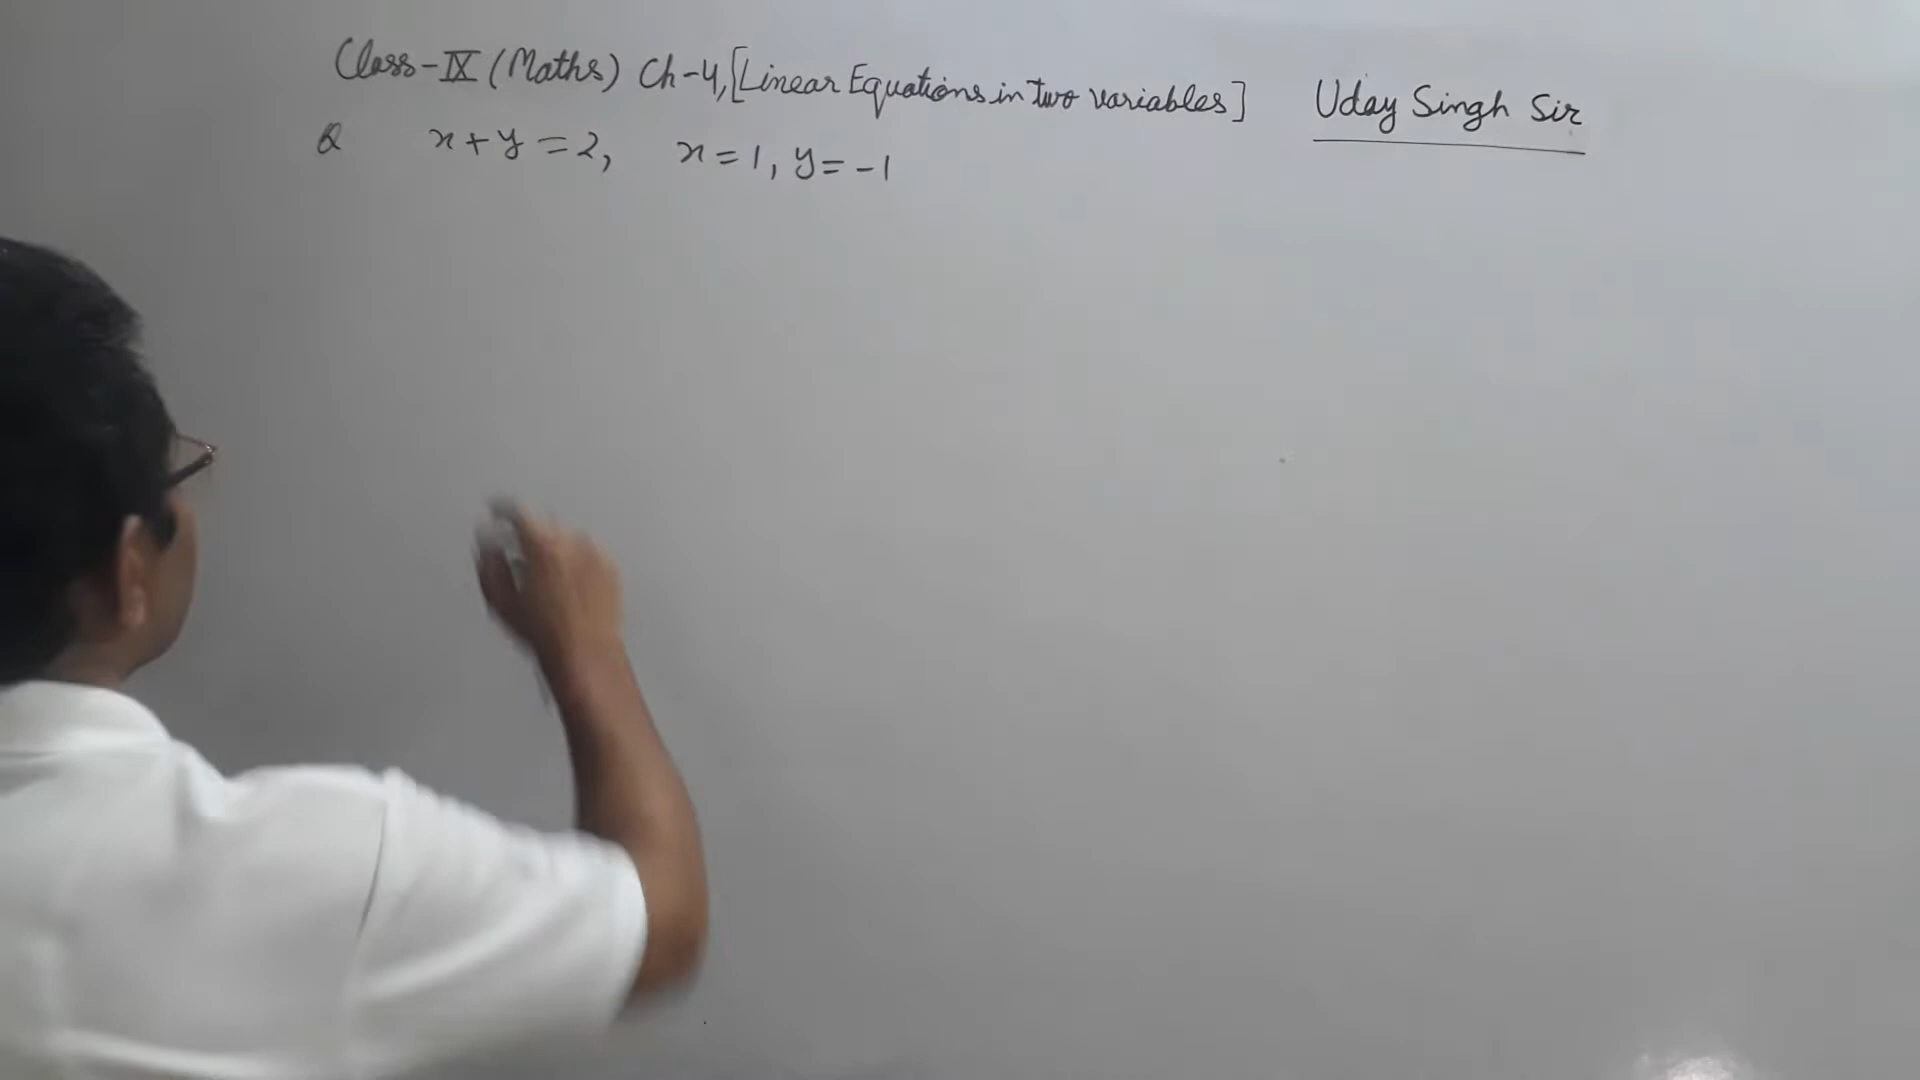 Class-IX (Maths) Ch-4, [Linear Equations in two variables] Uday Singh Sir
Q x+y=2, x=1, y=-1